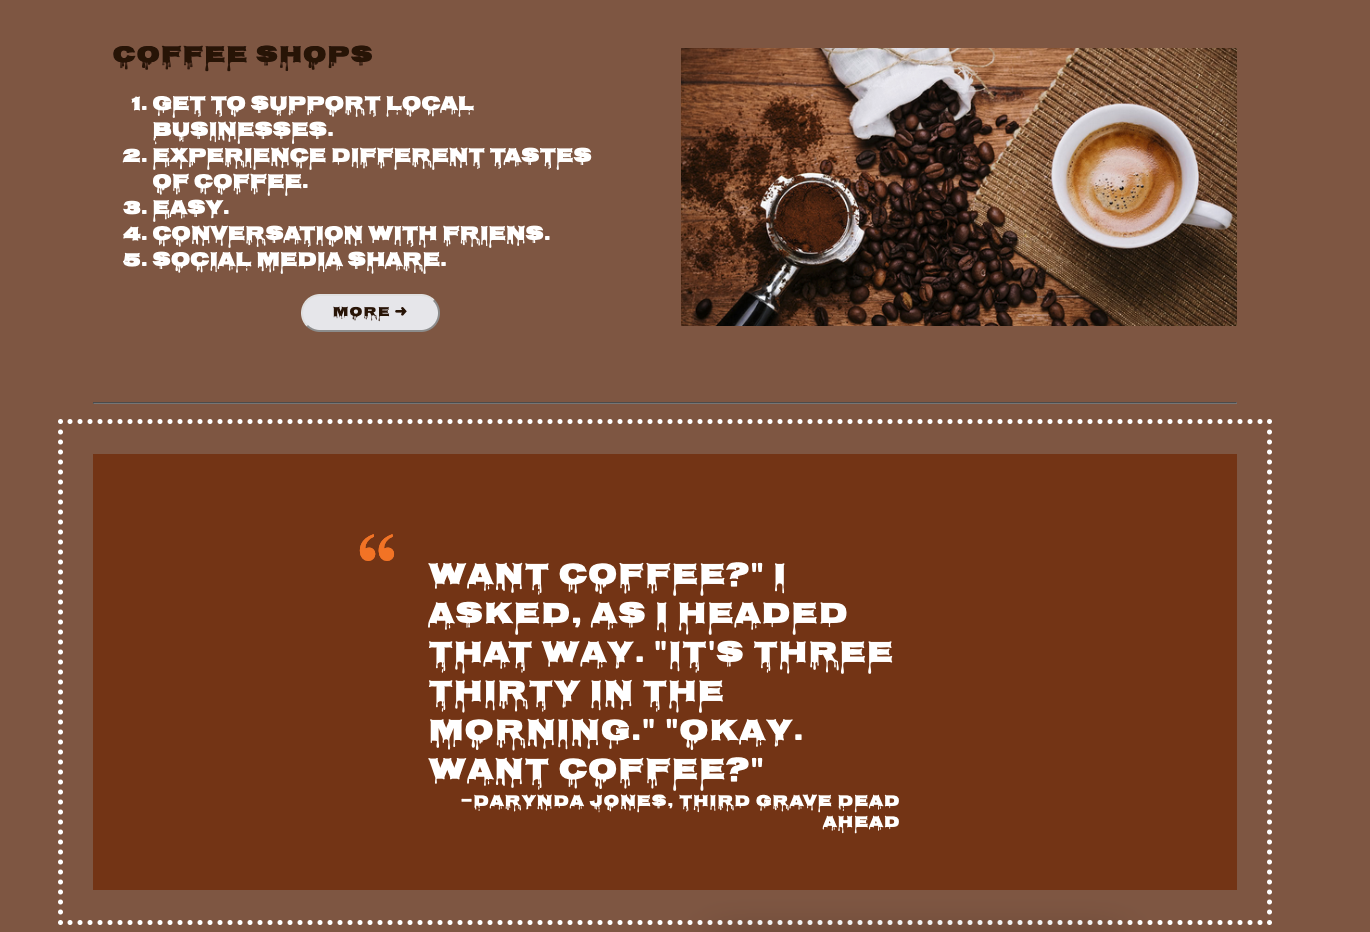 COFFEE SHOPS
1. GET TO SUPPORT LOCAL
BUSINESSES.
2. EXPERIENCE DIFFERENT TASTES
OF COFFEE.
3. EASY.
4. CONVERSATION WITH FRIENS.
5. SOCIAL MEDIA SHARE.
MORE ➜
“
WANT COFFEE?" I
ASKED, AS I HEADED
THAT WAY. "IT'S THREE
THIRTY IN THE
MORNING." "OKAY.
WANT COFFEE?"
-DARYNDA JONES, THIRD GRAVE DEAD
AHEAD